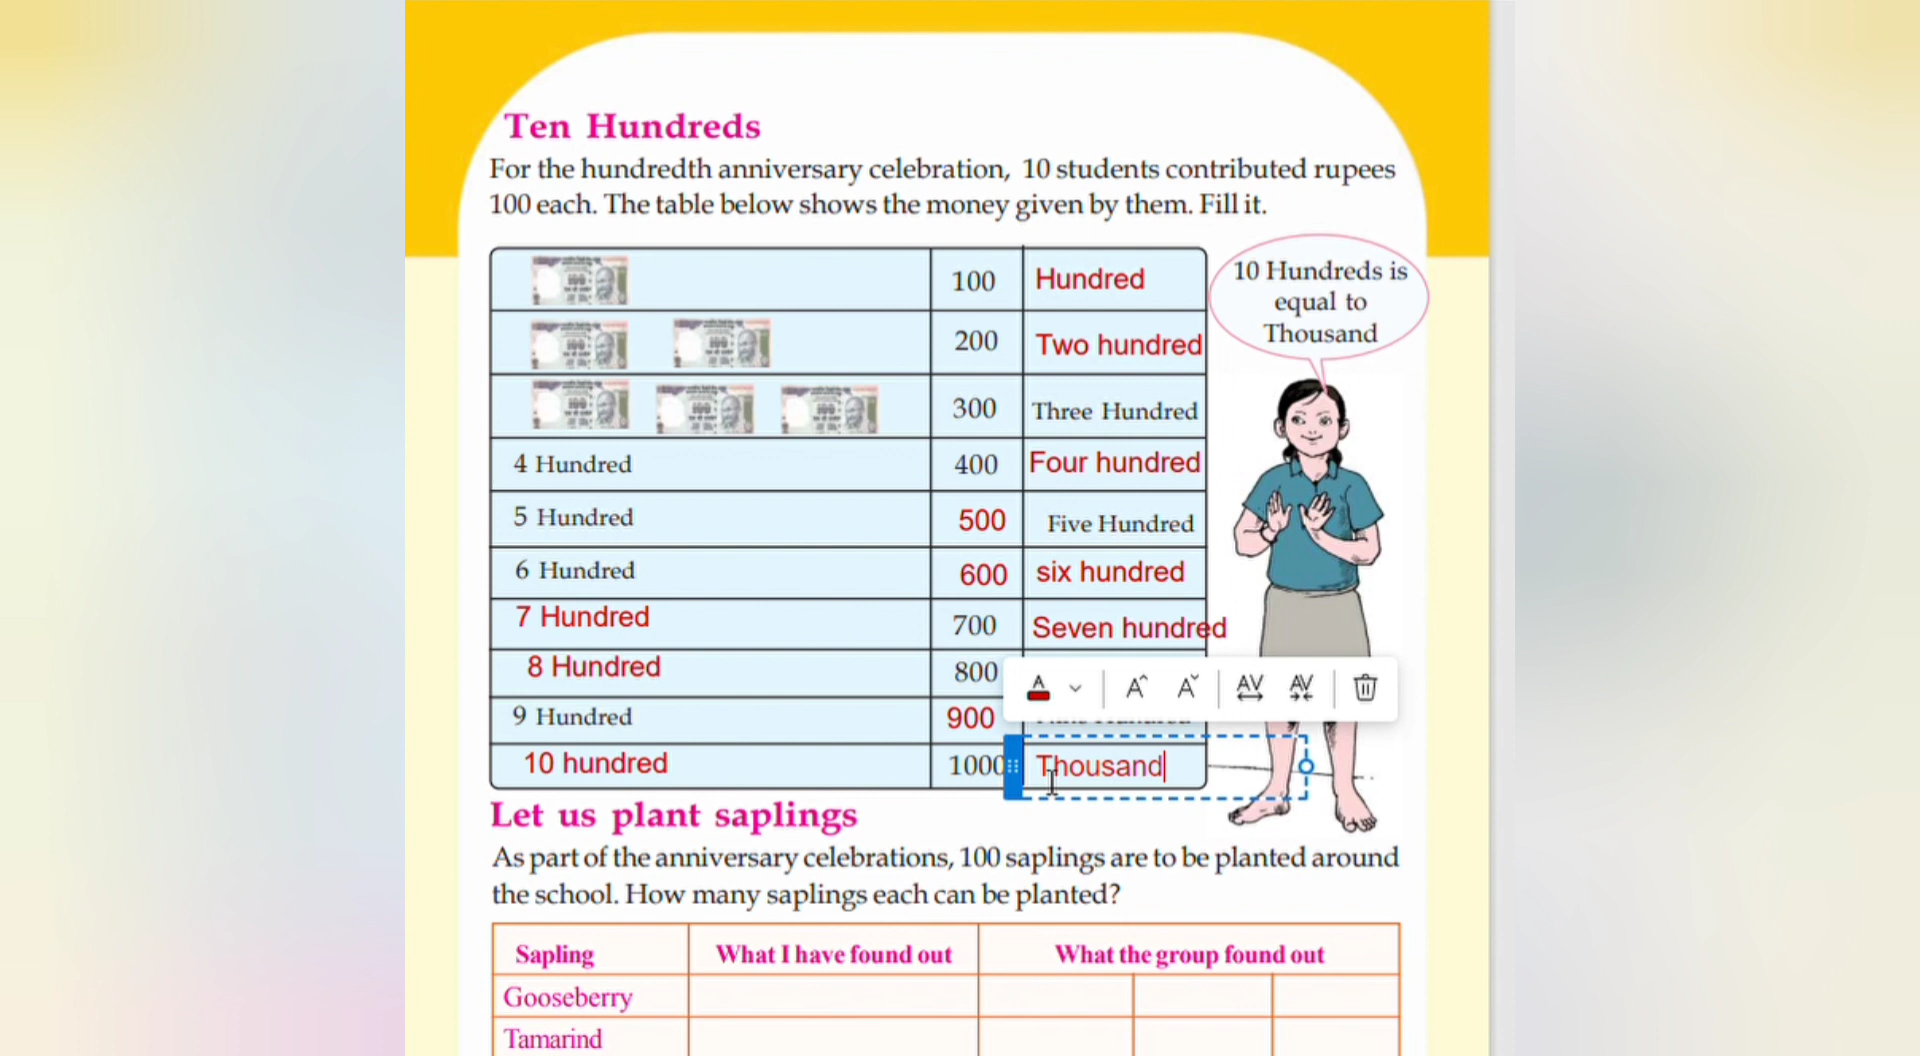 Ten Hundreds
For the hundredth anniversary celebration, 10 students contributed rupees
100 each. The table below shows the money given by them. Fill it.
100 Hundred
200 Two hundred
300 Three Hundred
4 Hundred 400 Four hundred
5 Hundred 500 Five Hundred
6 Hundred 600 six hundred
7 Hundred 700 Seven hundred
8 Hundred 800
9 Hundred 900
10 hundred 1000 Thousand
10 Hundreds is
equal to
Thousand
Let us plant saplings
As part of the anniversary celebrations, 100 saplings are to be planted around
the school. How many saplings each can be planted?
Sapling What I have found out What the group found out
Gooseberry
Tamarind